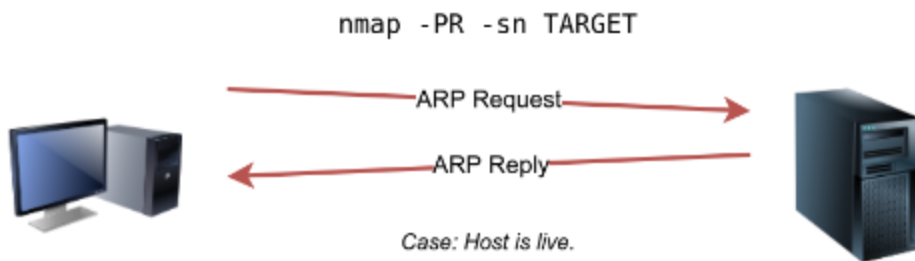 nmap -PR -sn TARGET
ARP Request
ARP Reply
Case: Host is live.